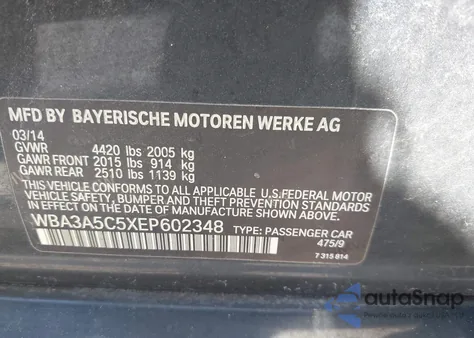 MFD BY BAYERISCHE MOTOREN WERKE AG
03/14
GVWR 4420 lbs 2005 kg
GAWR FRONT 2015 lbs 914 kg
GAWR REAR 2510 lbs 1139 kg
THIS VEHICLE CONFORMS TO ALL APPLICABLE U.S.FEDERAL MOTOR
VEHICLE SAFETY, BUMPER, AND THEFT PREVENTION STANDARDS
IN EFFECT ON THE DATE OF MANUFACTURE SHOWN ABOVE.
WBA3A5C5XEP602348 TYPE: PASSENGER CAR
475/9
7 315 814
autoSnap